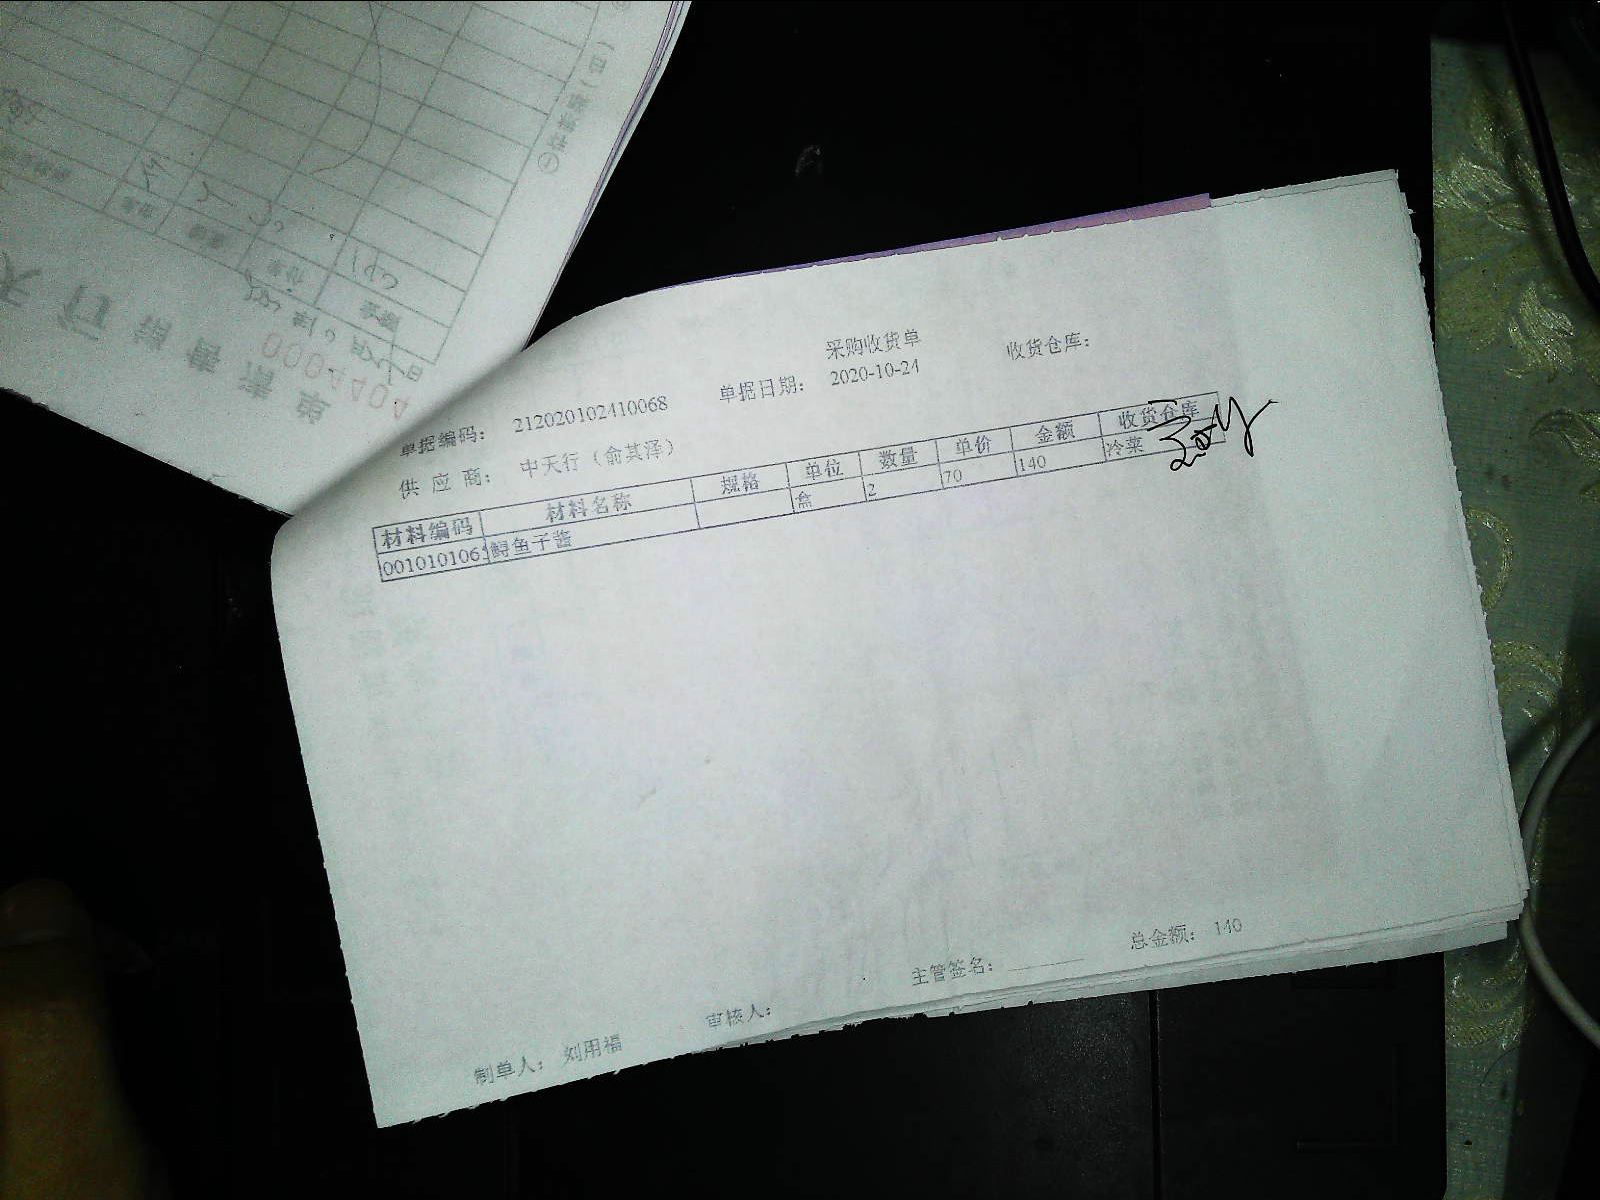 采购收货单
单据编码： 212020102410068 单据日期： 2020-10-24 收货仓库：
供 应 商： 中天行（俞其泽）
材料编码 材料名称 规格 单位 数量 单价 金额 收货仓库
0010101065 鲟鱼子酱 盒 2 70 140 冷菜
制单人： 刘用福 审核人： 主管签名： 总金额： 140
0004404